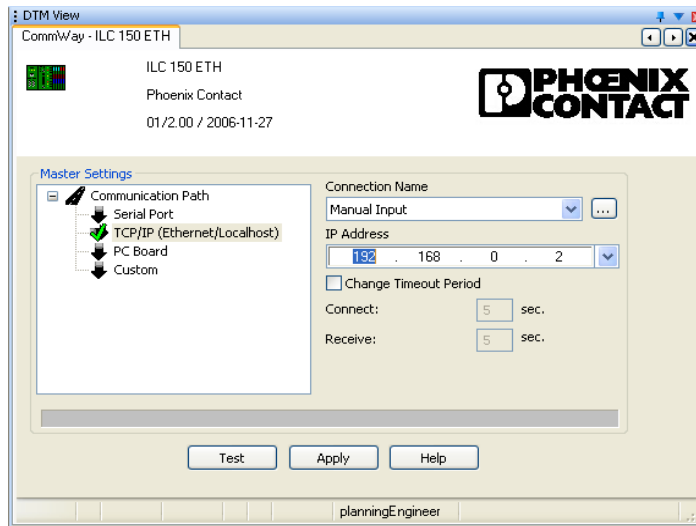 DTM View
CommWay - ILC 150 ETH
ILC 150 ETH
Phoenix Contact
01/2.00 / 2006-11-27
PHŒNIX
CONTACT
Master Settings
Communication Path
Serial Port
TCP/IP (Ethernet/Localhost)
PC Board
Custom
Connection Name
Manual Input
...
IP Address
192 . 168 . 0 . 2
Change Timeout Period
Connect: 5 sec.
Receive: 5 sec.
Test Apply Help
planningEngineer